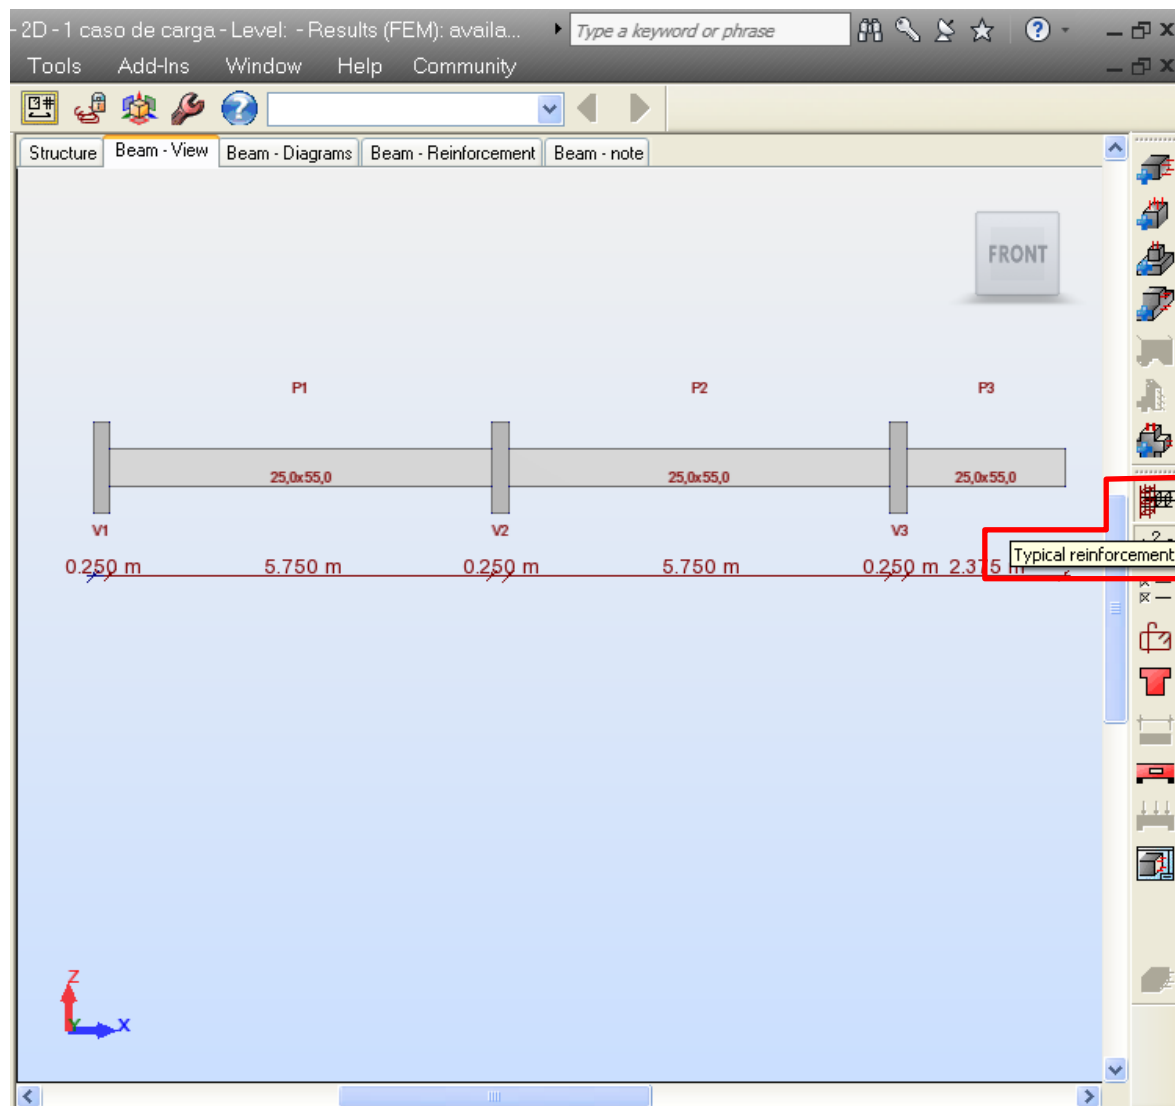 - 2D - 1 caso de carga - Level: - Results (FEM): availa...
Type a keyword or phrase
Tools Add-Ins Window Help Community
Structure Beam - View Beam - Diagrams Beam - Reinforcement Beam - note
FRONT
P1 P2 P3
25,0x55,0 25,0x55,0 25,0x55,0
V1 V2 V3
Typical reinforcement
0.250 m 5.750 m 0.250 m 5.750 m 0.250 m 2.375 m
Z
Y X